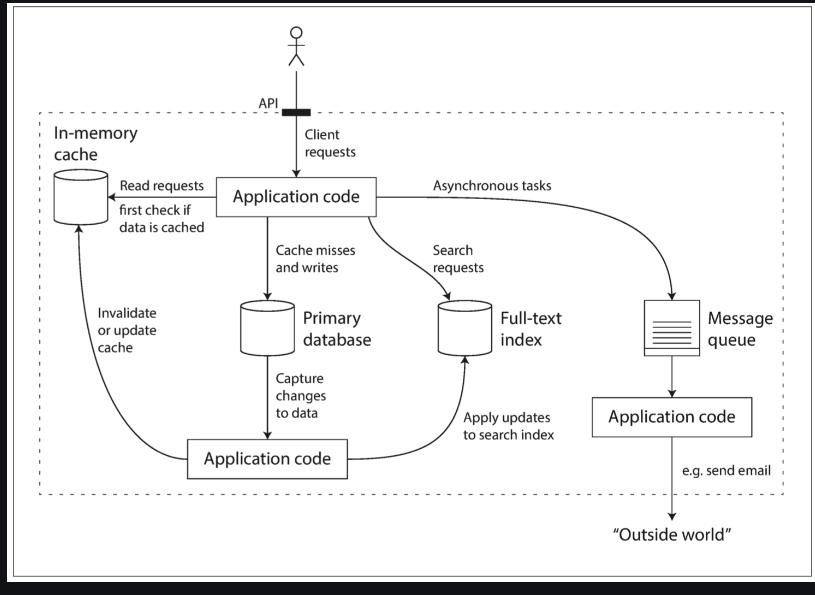 API
Client
requests
In-memory
cache
Read requests
first check if
data is cached
Application code
Asynchronous tasks
Cache misses
and writes
Search
requests
Invalidate
or update
cache
Primary
database
Full-text
index
Message
queue
Capture
changes
to data
Apply updates
to search index
Application code
Application code
e.g. send email
“Outside world”